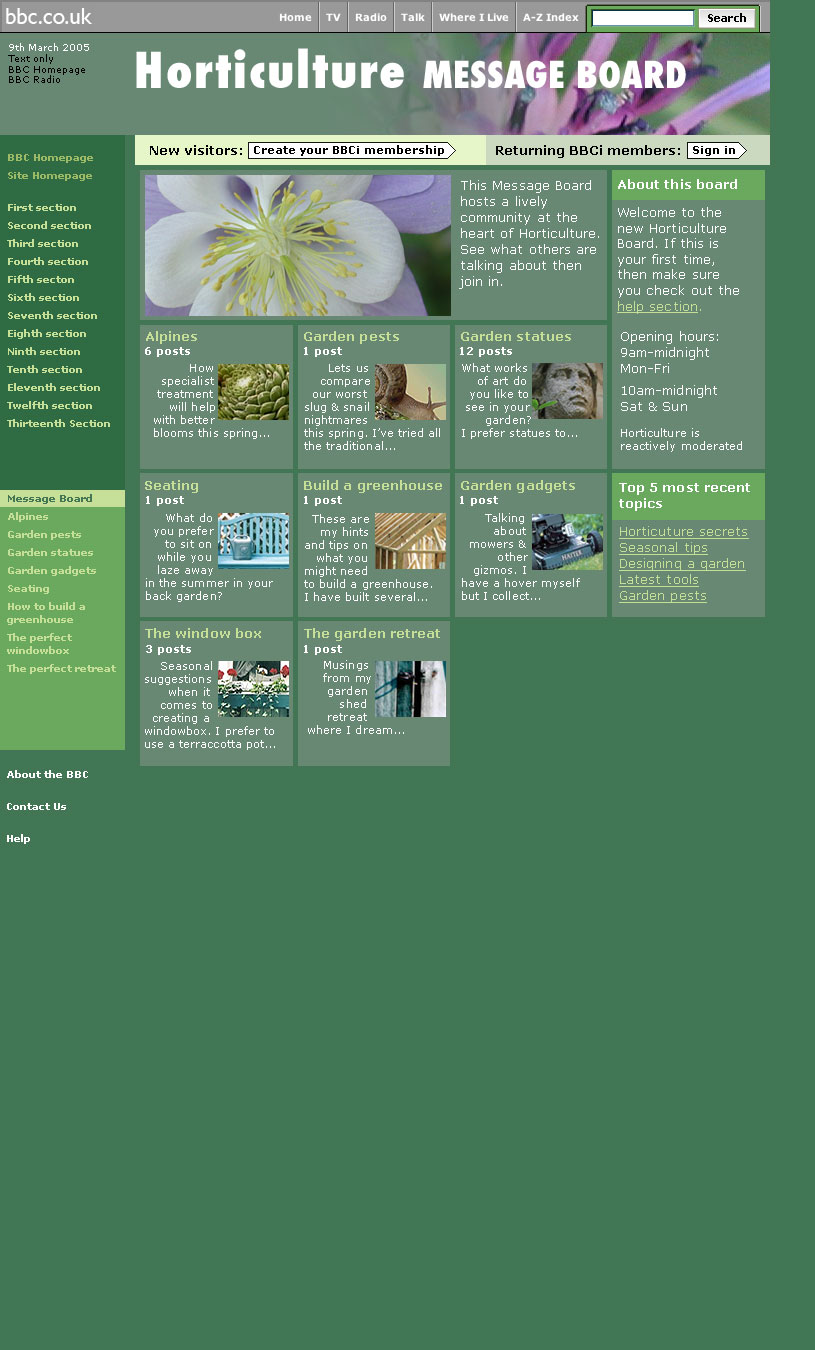 bbc.co.uk
Home
TV
Radio
Talk
Where I Live
A-Z Index
Search
9th March 2005
Text only
BBC Homepage
BBC Radio
Horticulture MESSAGE BOARD
New visitors: Create your BBCi membership
Returning BBCi members: Sign in
BBC Homepage
Site Homepage
First section
Second section
Third section
Fourth section
Fifth secton
Sixth section
Seventh section
Eighth section
Ninth section
Tenth section
Eleventh section
Twelfth section
Thirteenth Section
Message Board
Alpines
Garden pests
Garden statues
Garden gadgets
Seating
How to build a
greenhouse
The perfect
windowbox
The perfect retreat
About the BBC
Contact Us
Help
This Message Board
hosts a lively
community at the
heart of Horticulture.
See what others are
talking about then
join in.
Alpines
6 posts
How
specialist
treatment
will help
with better
blooms this spring...
Garden pests
1 post
Lets us
compare
our worst
slug & snail
nightmares
this spring. I've tried all
the traditional...
Garden statues
12 posts
What works
of art do
you like to
see in your
garden?
I prefer statues to...
Seating
1 post
What do
you prefer
to sit on
while you
laze away
in the summer in your
back garden?
Build a greenhouse
1 post
These are
my hints
and tips on
what you
might need
to build a greenhouse.
I have built several...
Garden gadgets
1 post
Talking
about
mowers &
other
gizmos. I
have a hover myself
but I collect...
HAYTER
The window box
3 posts
Seasonal
suggestions
when it
comes to
creating a
windowbox. I prefer to
use a terraccotta pot...
The garden retreat
1 post
Musings
from my
garden
shed
retreat
where I dream...
About this board
Welcome to the
new Horticulture
Board. If this is
your first time,
then make sure
you check out the
help section.
Opening hours:
9am-midnight
Mon-Fri
10am-midnight
Sat & Sun
Horticulture is
reactively moderated
Top 5 most recent
topics
Horticuture secrets
Seasonal tips
Designing a garden
Latest tools
Garden pests